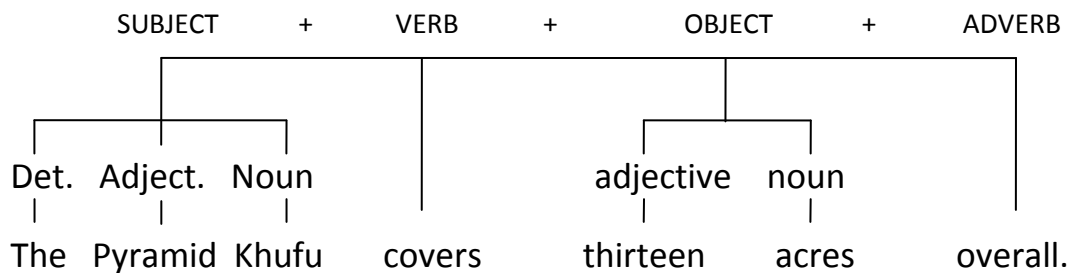 SUBJECT + VERB + OBJECT + ADVERB
Det. Adject. Noun adjective noun
The Pyramid Khufu covers thirteen acres overall.